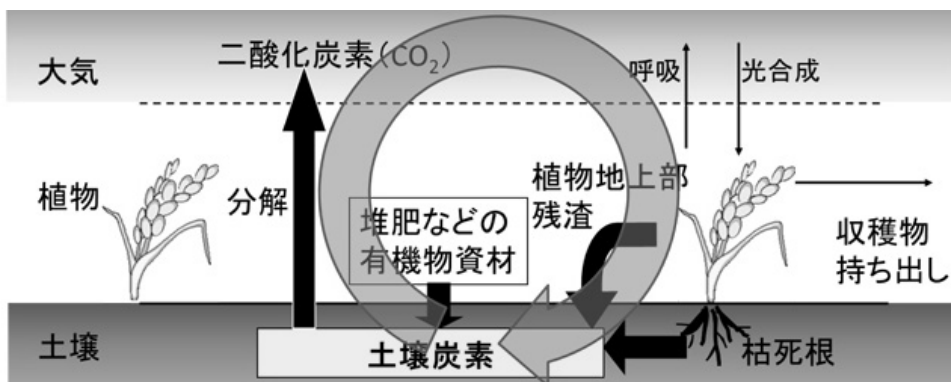 大気
二酸化炭素(CO₂)
呼吸
光合成
植物
分解
堆肥などの
有機物資材
植物地上部
残渣
収穫物
持ち出し
土壌
土壌炭素
枯死根